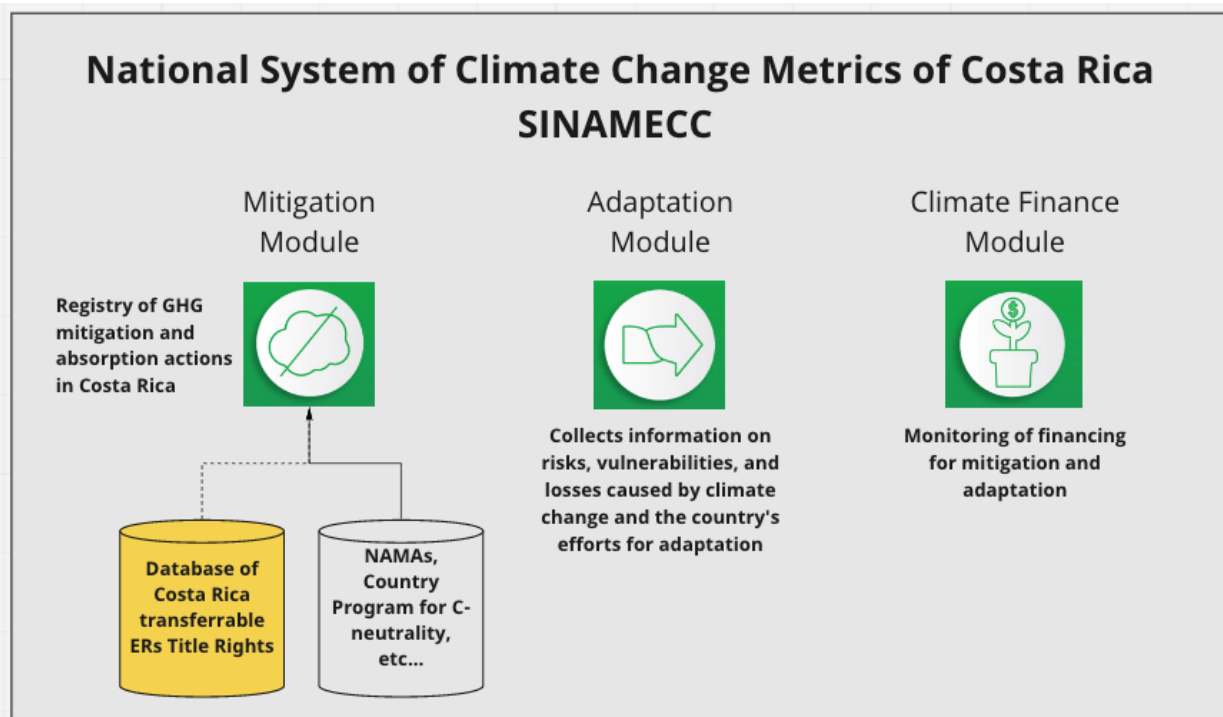 National System of Climate Change Metrics of Costa Rica
SINAMECC
Mitigation
Module
Adaptation
Module
Climate Finance
Module
Registry of GHG
mitigation and
absorption actions
in Costa Rica
$
Collects information on
risks, vulnerabilities, and
losses caused by climate
change and the country's
efforts for adaptation
Monitoring of financing
for mitigation and
adaptation
Database of
Costa Rica
transferrable
ERs Title Rights
NAMAs,
Country
Program for C-
neutrality,
etc...